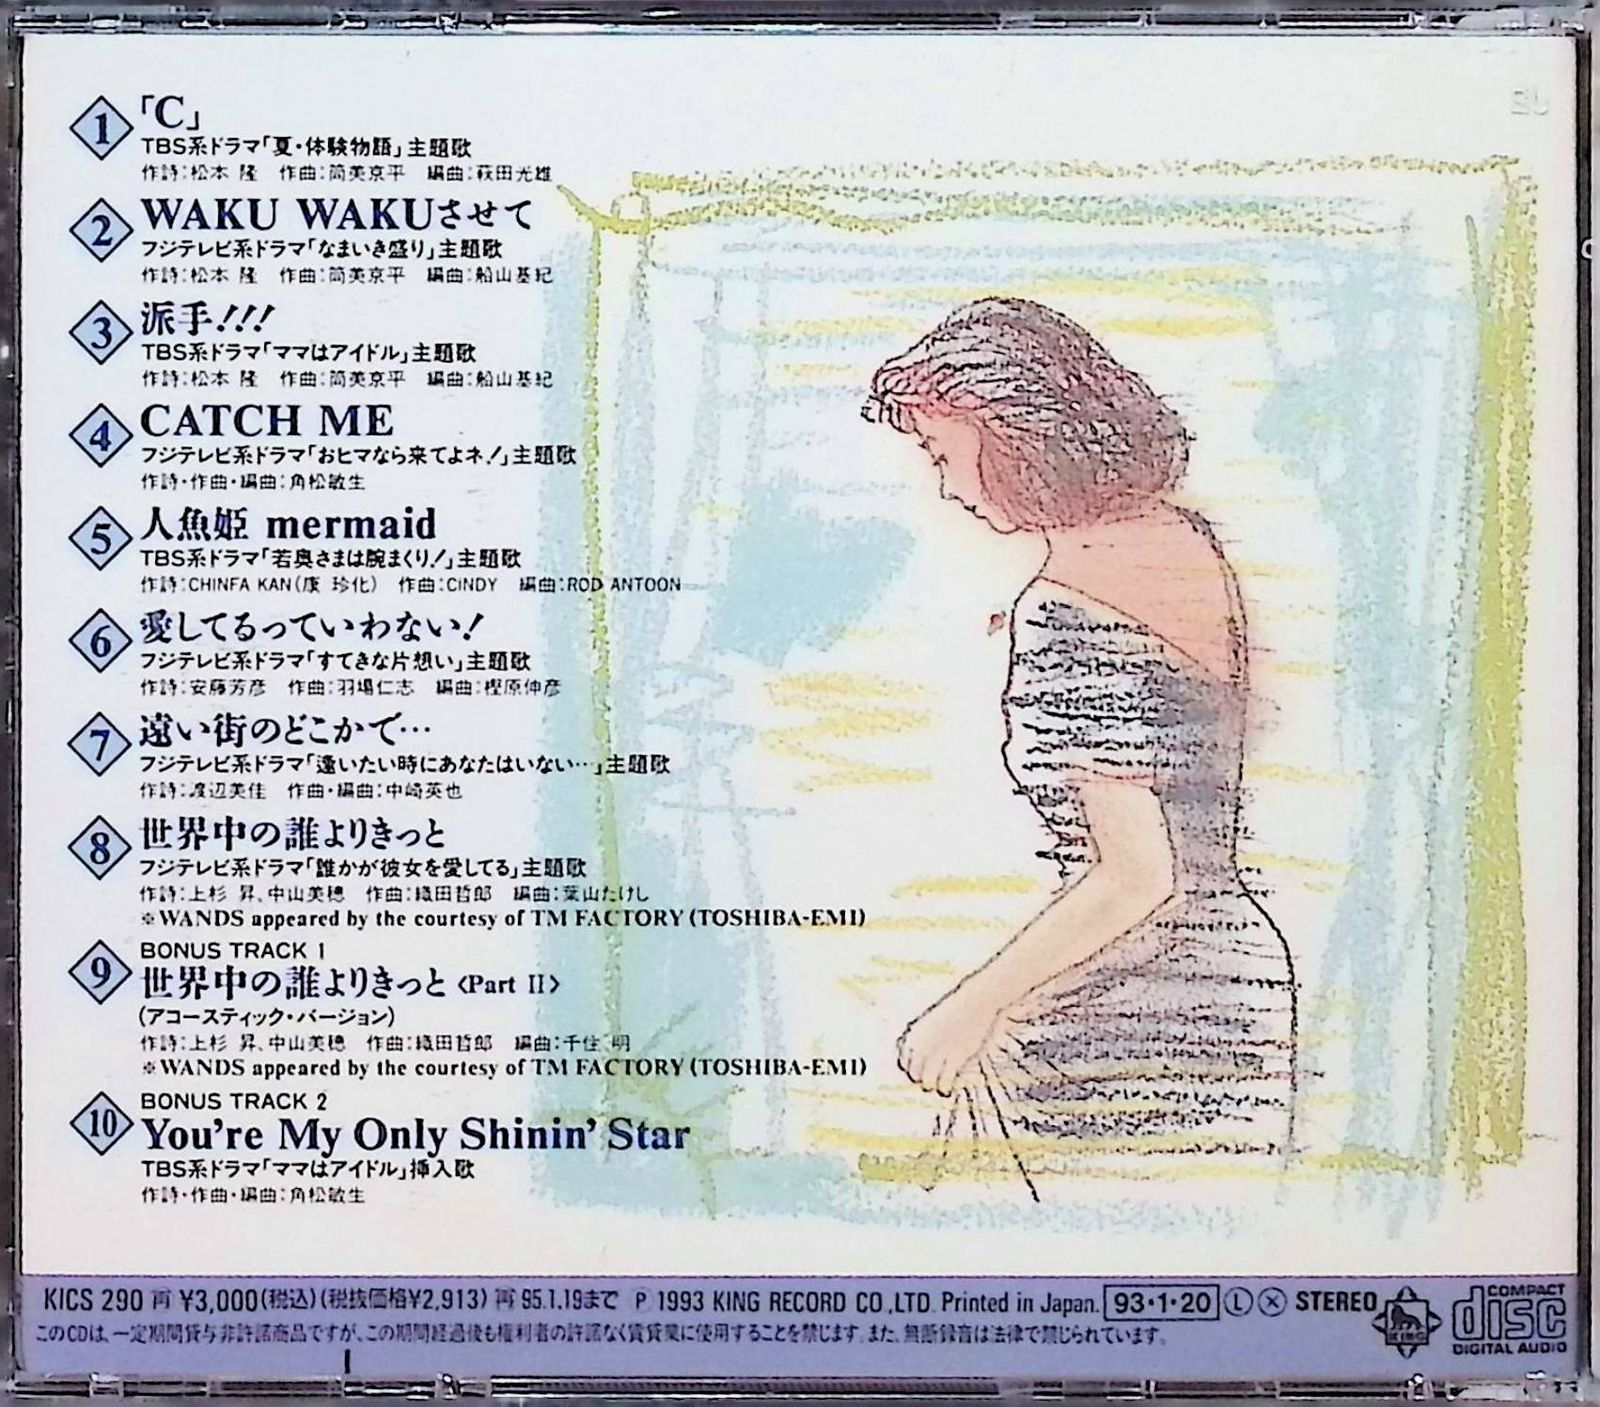 1 「C」
TBS系ドラマ「夏・体験物語」主題歌
作詩:松本 隆 作曲:筒美京平 編曲:萩田光雄
2 WAKU WAKUさせて
フジテレビ系ドラマ「なまいき盛り」主題歌
作詩:松本 隆 作曲:筒美京平 編曲:船山基紀
3 派手!!!
TBS系ドラマ「ママはアイドル」主題歌
作詩:松本 隆 作曲:筒美京平 編曲:船山基紀
4 CATCH ME
フジテレビ系ドラマ「おヒマなら来てよネ!」主題歌
作詩・作曲・編曲:角松敏生
5 人魚姫 mermaid
TBS系ドラマ「若奥さまは腕まくり!」主題歌
作詩:CHINFA KAN(康 珍化) 作曲:CINDY 編曲:ROD ANTOON
6 愛してるっていわない!
フジテレビ系ドラマ「すてきな片想い」主題歌
作詩:安藤芳彦 作曲:羽場仁志 編曲:樫原伸彦
7 遠い街のどこかで…
フジテレビ系ドラマ「逢いたい時にあなたはいない…」主題歌
作詩:渡辺美佳 作曲・編曲:中崎英也
8 世界中の誰よりきっと
フジテレビ系ドラマ「誰かが彼女を愛してる」主題歌
作詩:上杉 昇、中山美穂 作曲:織田哲郎 編曲:葉山たけし
※WANDS appeared by the courtesy of TM FACTORY (TOSHIBA-EMI)
BONUS TRACK 1
9 世界中の誰よりきっと〈Part II〉
(アコースティック・バージョン)
作詩:上杉 昇、中山美穂 作曲:織田哲郎 編曲:千住 明
※WANDS appeared by the courtesy of TM FACTORY (TOSHIBA-EMI)
BONUS TRACK 2
10 You're My Only Shinin' Star
TBS系ドラマ「ママはアイドル」挿入歌
作詩・作曲・編曲:角松敏生
KICS 290 再 ¥3,000(税込)(税抜価格¥2,913) 再 95.1.19まで Ⓟ 1993 KING RECORD CO.,LTD. Printed in Japan. 93・1・20 Ⓛ ⓧ STEREO
KING
COMPACT disc DIGITAL AUDIO
このCDは、一定期間貸与非許諾商品ですが、この期間経過後も権利者の許諾なく賃貸業に使用することを禁じます。また、無断録音は法律で禁じられています。